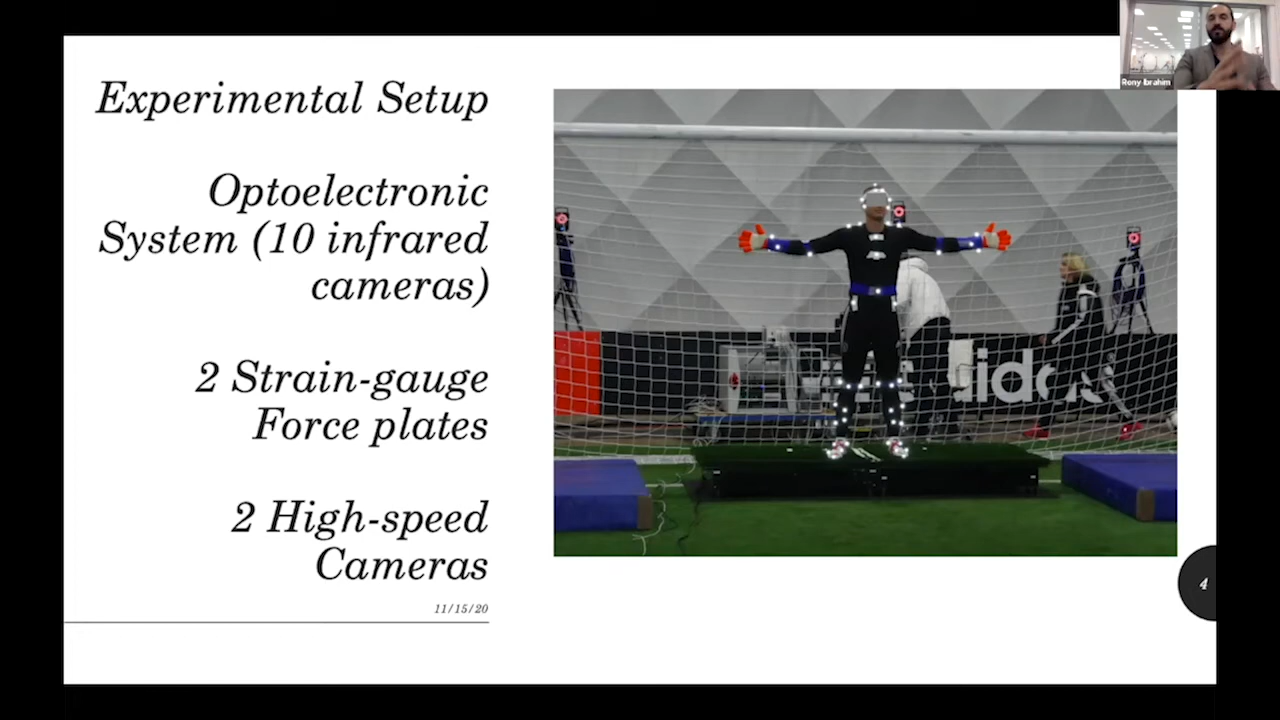 Experimental Setup
Optoelectronic
System (10 infrared
cameras)
2 Strain-gauge
Force plates
2 High-speed
Cameras
11/15/20
4
Rony Ibrahim